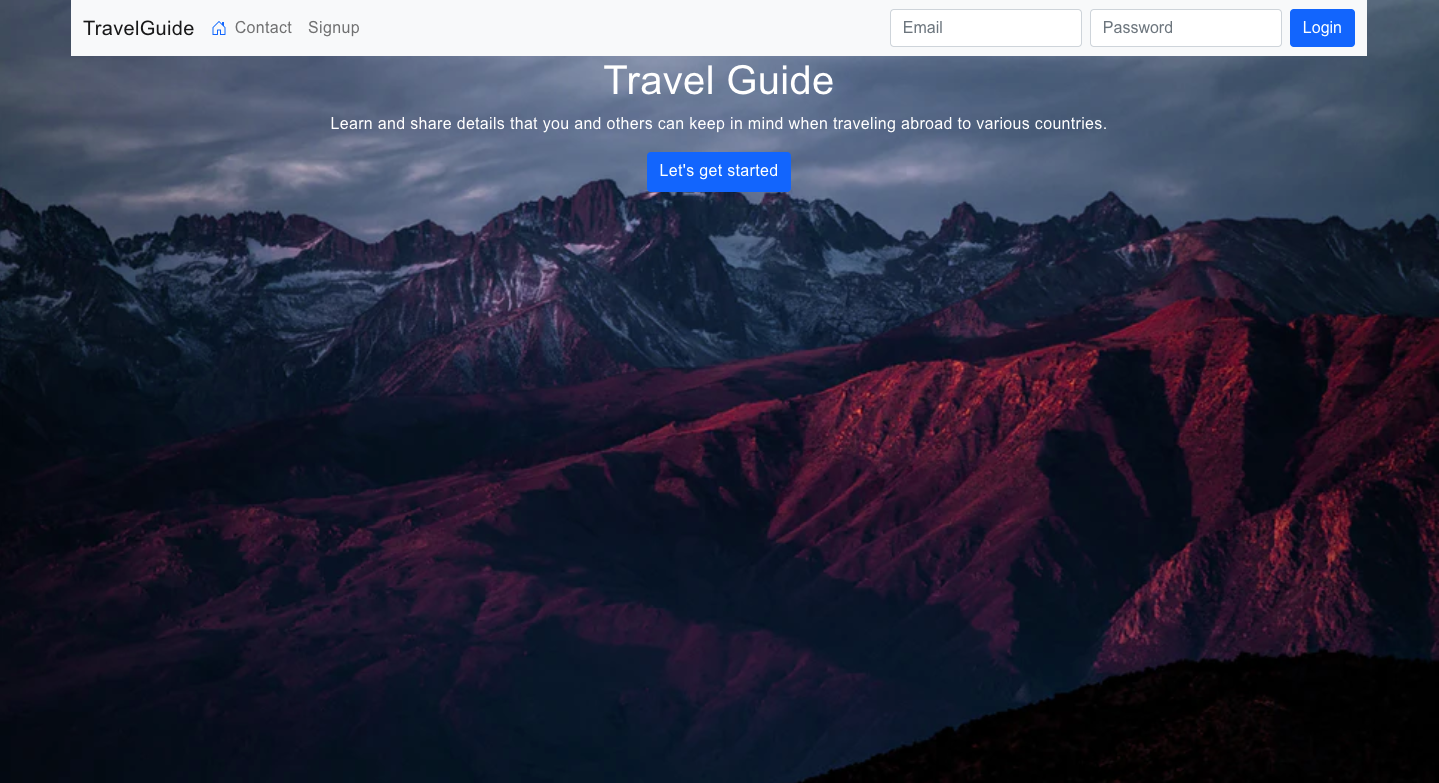 TravelGuide Contact Signup Email Password Login
Travel Guide
Learn and share details that you and others can keep in mind when traveling abroad to various countries.
Let's get started